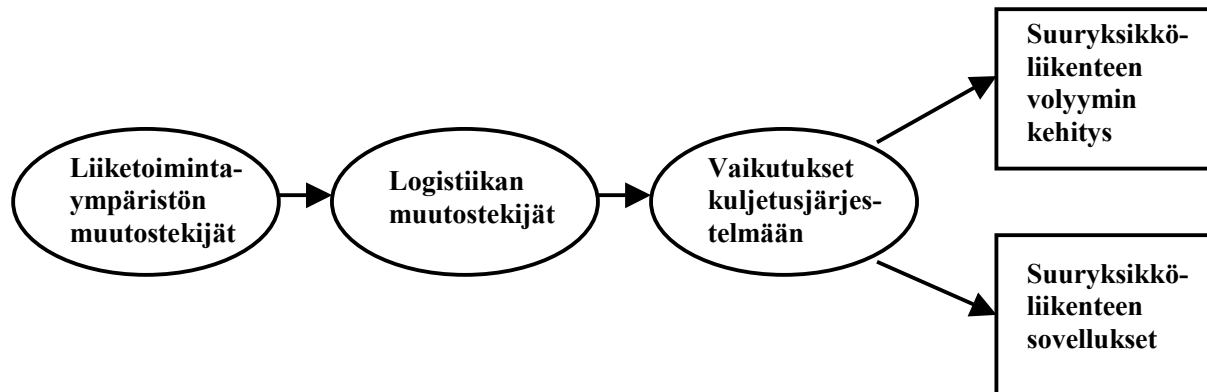 Liiketoiminta-
ympäristön
muutostekijät
Logistiikan
muutostekijät
Vaikutukset
kuljetusjärjes-
telmään
Suuryksikkö-
liikenteen
volyymin
kehitys
Suuryksikkö-
liikenteen
sovellukset